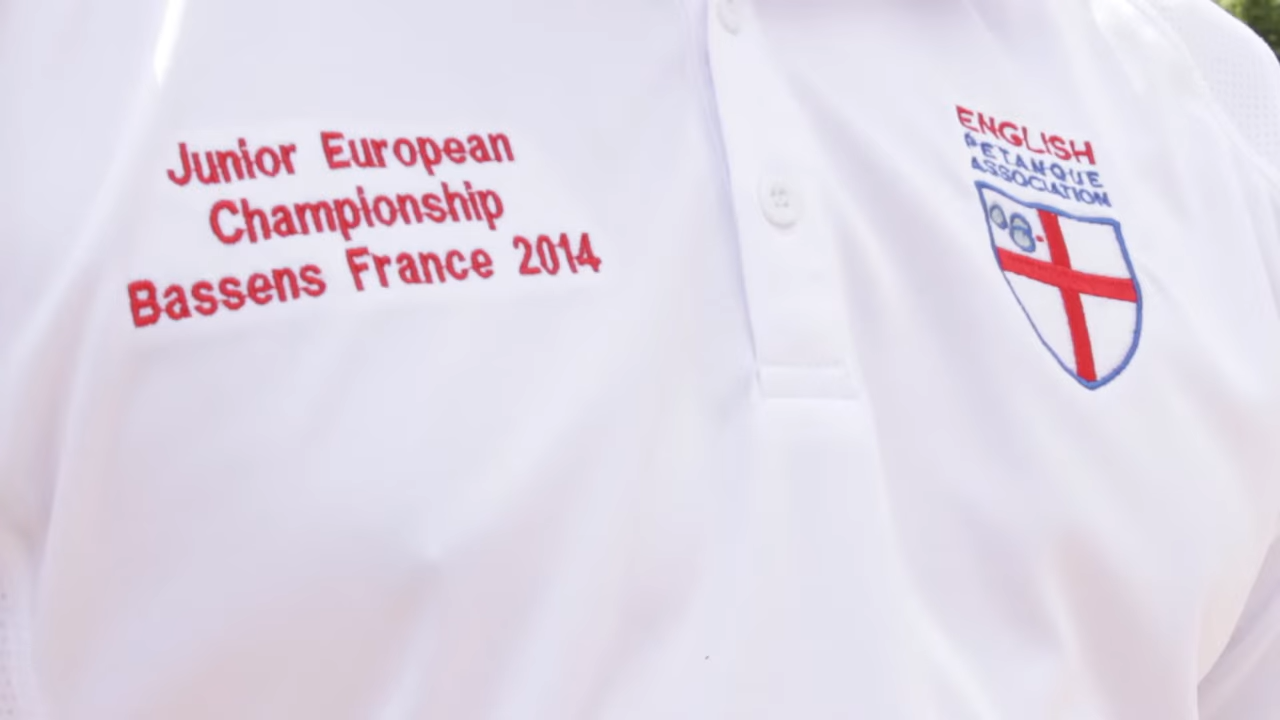 Junior European
Championship
Bassens France 2014
ENGLISH
PETANQUE
ASSOCIATION